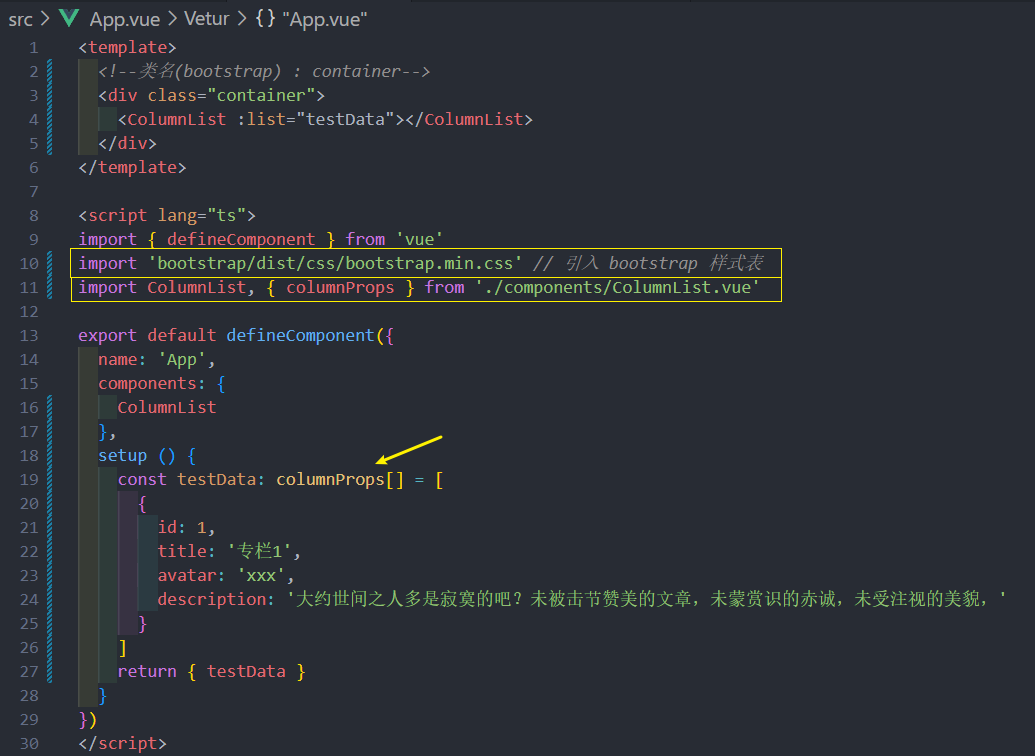 src > App.vue > Vetur > {} "App.vue"
1 <template>
2 <!--类名(bootstrap) : container-->
3 <div class="container">
4 <ColumnList :list="testData"></ColumnList>
5 </div>
6 </template>
7
8 <script lang="ts">
9 import { defineComponent } from 'vue'
10 import 'bootstrap/dist/css/bootstrap.min.css' // 引入 bootstrap 样式表
11 import ColumnList, { columnProps } from './components/ColumnList.vue'
12
13 export default defineComponent({
14 name: 'App',
15 components: {
16 ColumnList
17 },
18 setup () {
19 const testData: columnProps[] = [
20 {
21 id: 1,
22 title: '专栏1',
23 avatar: 'xxx',
24 description: '大约世间之人多是寂寞的吧？未被击节赞美的文章，未蒙赏识的赤诚，未受注视的美貌，'
25 }
26 ]
27 return { testData }
28 }
29 })
30 </script>